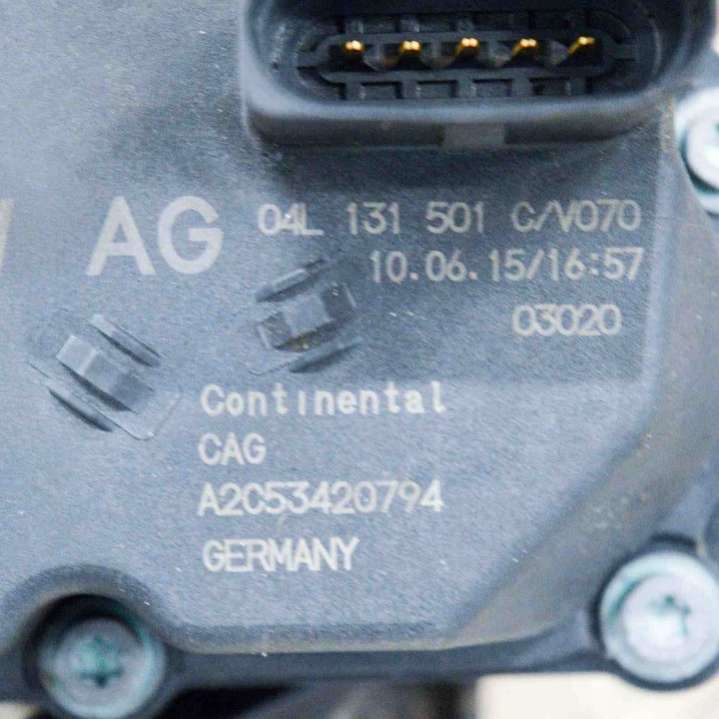 AG 04L 131 501 C/V070
10.06.15/16:57
03020
Continental
CAG
A2C53420794
GERMANY